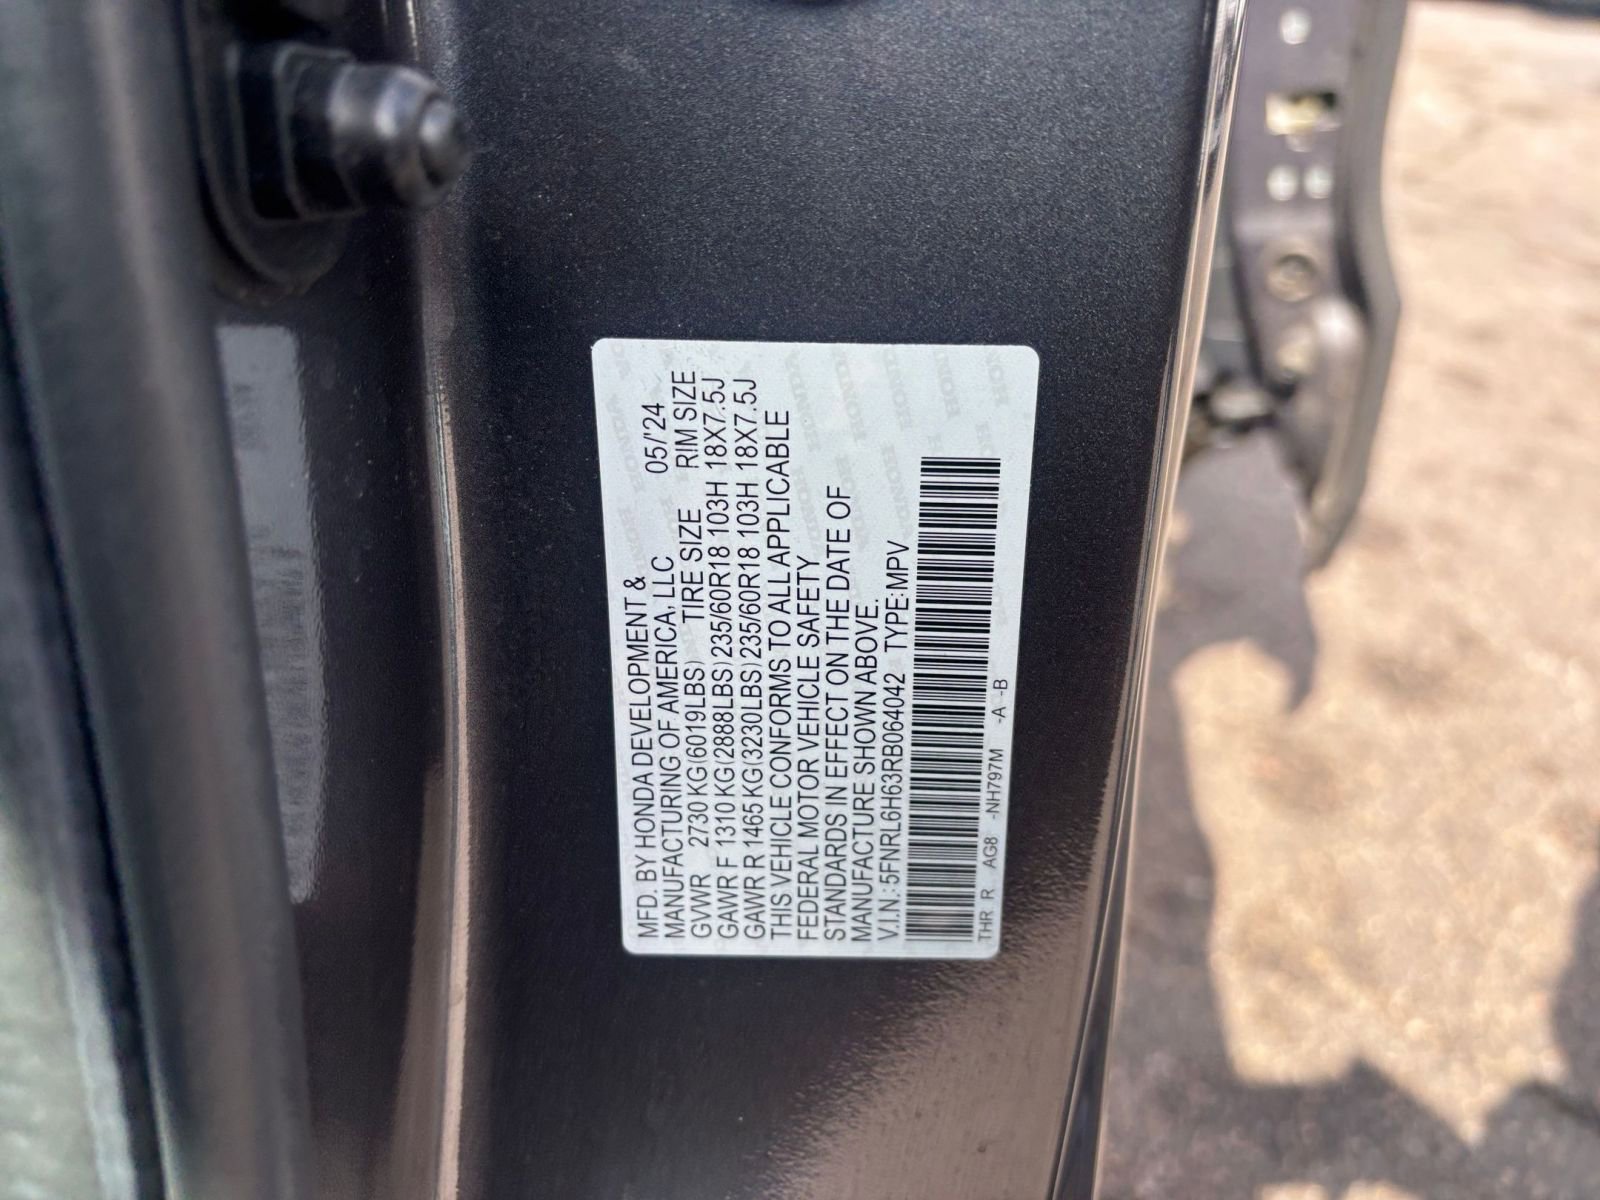 MFD. BY HONDA DEVELOPMENT &
MANUFACTURING OF AMERICA, LLC 05/'24
GVWR 2730 KG(6019LBS) TIRE SIZE RIM SIZE
GAWR F 1310 KG(2888LBS)235/60R18 103H 18X7.5J
GAWR R 1465 KG(3230LBS)235/60R18 103H 18X7.5J
THIS VEHICLE CONFORMS TO ALL APPLICABLE
FEDERAL MOTOR VEHICLE SAFETY
STANDARDS IN EFFECT ON THE DATE OF
MANUFACTURE SHOWN ABOVE.
V.I.N.:5FNRL6H63RB064042 TYPE:MPV
THR R AG8 -NH797M -A -B